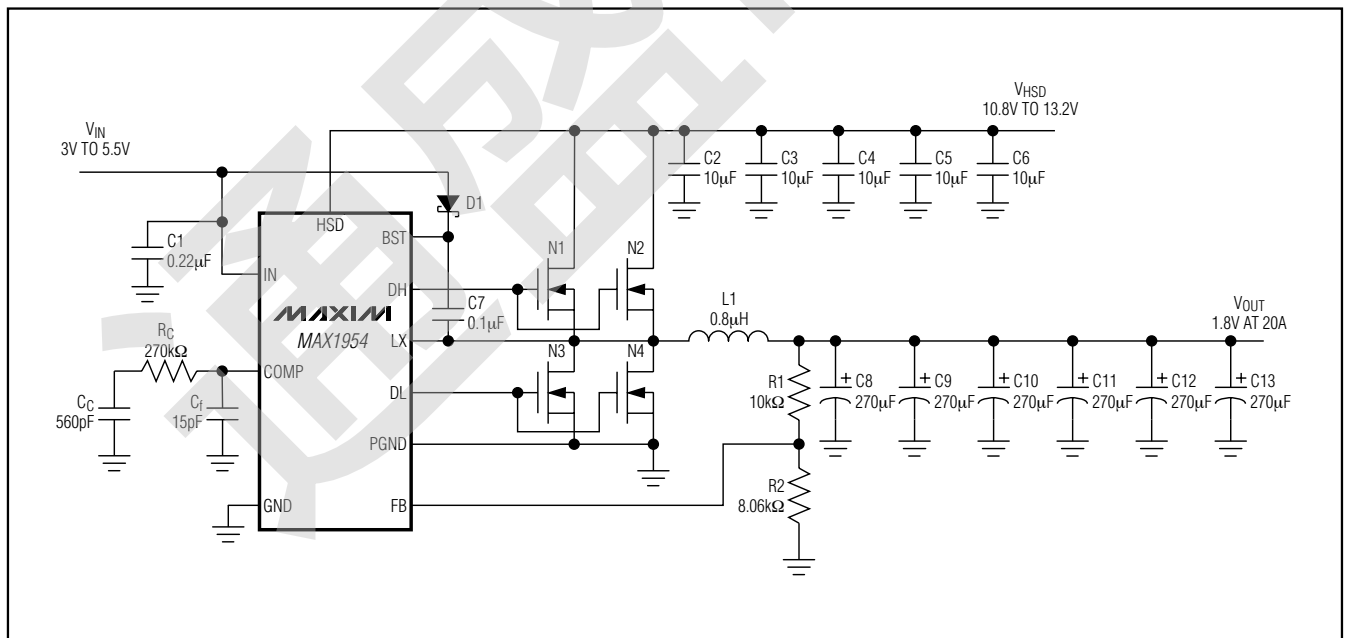 VIN
3V TO 5.5V
VHSD
10.8V TO 13.2V
C2
10μF
C3
10μF
C4
10μF
C5
10μF
C6
10μF
D1
HSD
BST
C1
0.22μF
IN
N1
N2
DH
C7
0.1μF
MAXIM
MAX1954
LX
L1
0.8μH
VOUT
1.8V AT 20A
RC
270kΩ
COMP
N3
N4
DL
R1
10kΩ
+ C8
270μF
+ C9
270μF
+ C10
270μF
+ C11
270μF
+ C12
270μF
+ C13
270μF
CC
560pF
Cf
15pF
PGND
R2
8.06kΩ
GND
FB
通盛